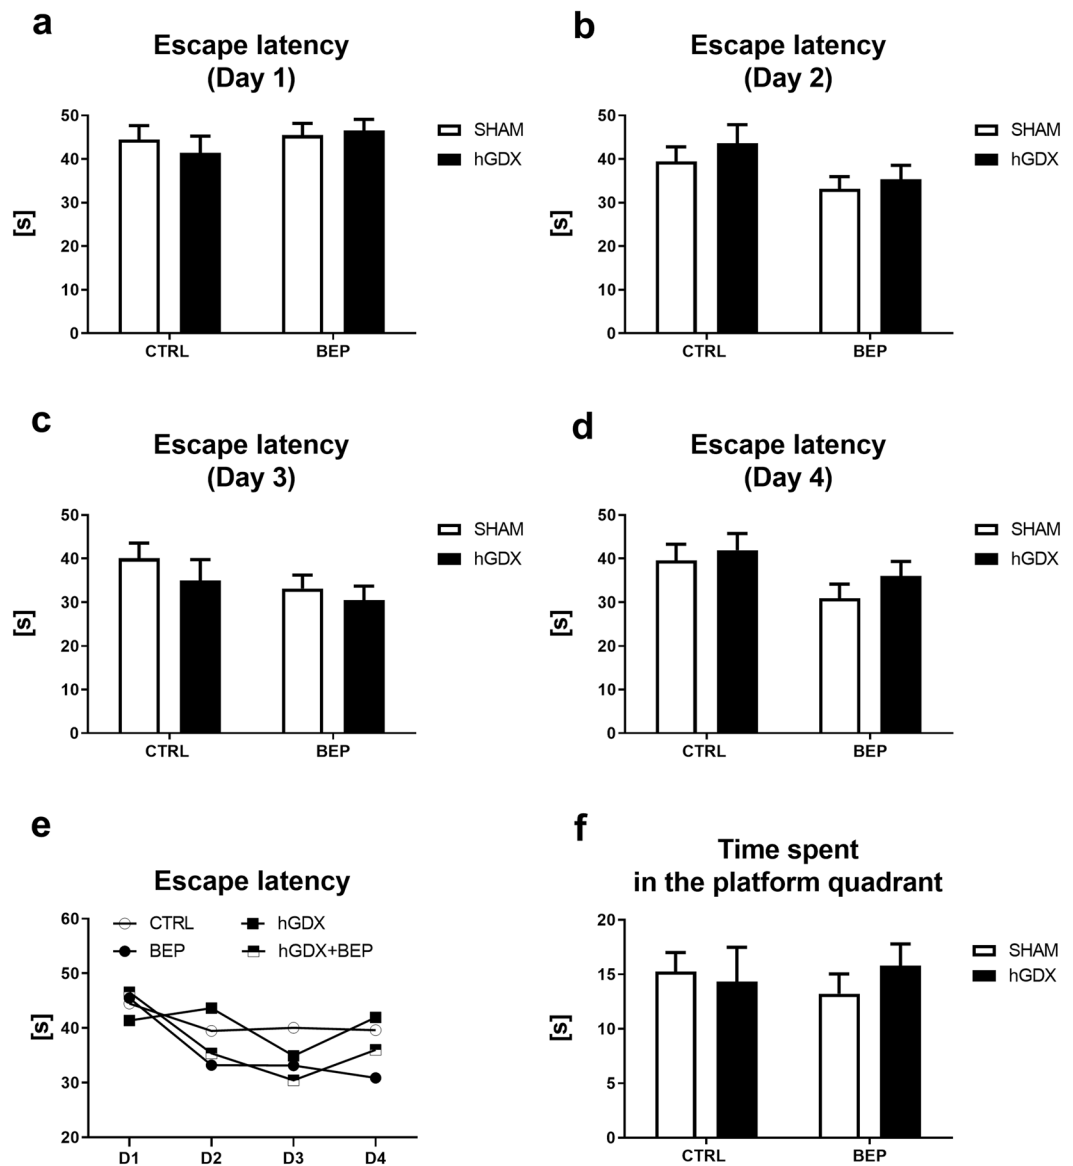 a
Escape latency
(Day 1)
50
40
30
20
10
0
[s]
CTRL
BEP
SHAM
hGDX
b
Escape latency
(Day 2)
50
40
30
20
10
0
[s]
CTRL
BEP
SHAM
hGDX
c
Escape latency
(Day 3)
50
40
30
20
10
0
[s]
CTRL
BEP
SHAM
hGDX
d
Escape latency
(Day 4)
50
40
30
20
10
0
[s]
CTRL
BEP
SHAM
hGDX
e
Escape latency
CTRL
BEP
hGDX
hGDX+BEP
60
50
40
30
20
[s]
D1
D2
D3
D4
f
Time spent
in the platform quadrant
20
15
10
5
0
[s]
CTRL
BEP
SHAM
hGDX